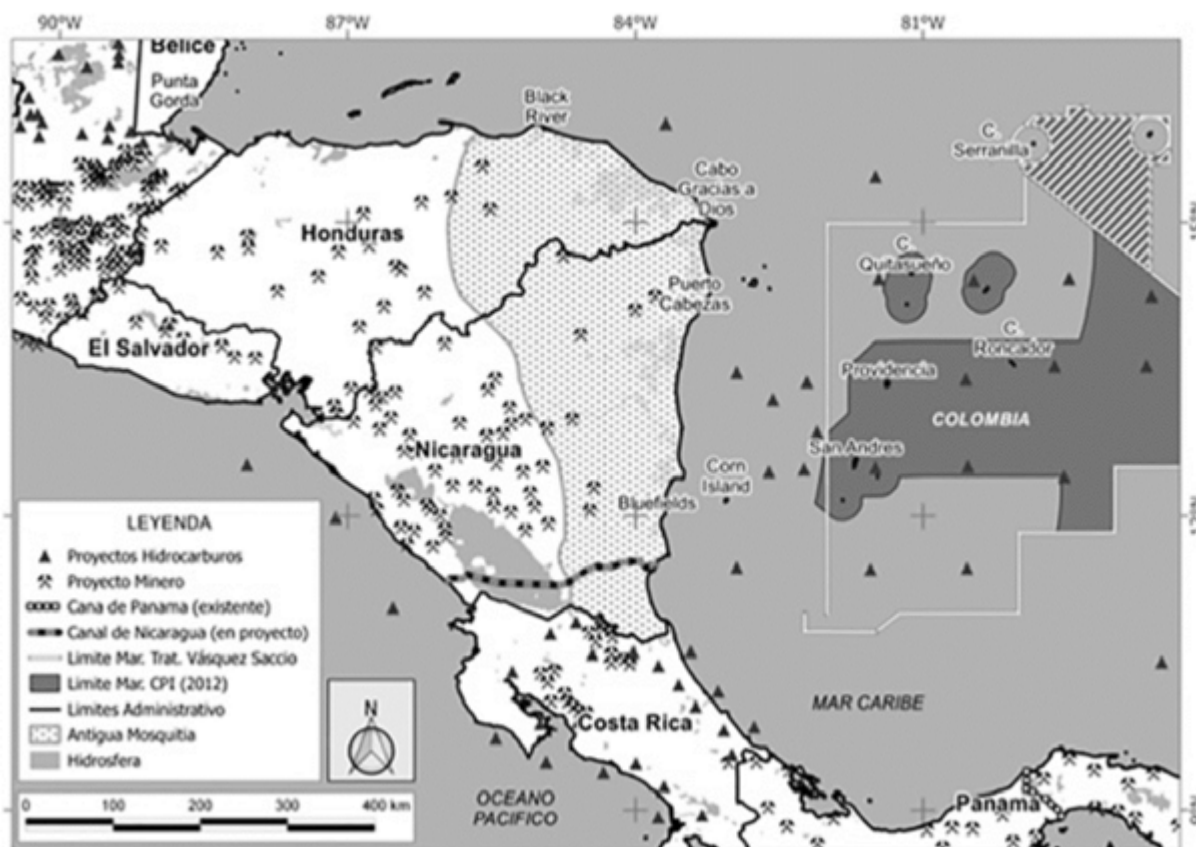 90°W 87°W 84°W 81°W
Belice
Punta
Gorda
Black
River
C.
Serranilla
Cabo
Gracias a
Dios
Honduras
C.
Quitasueño
Puerto
Cabezas
El Salvador
C.
Roncador
Providencia
COLOMBIA
Nicaragua
San Andres
Corn
Island
Bluefields
12°N
LEYENDA
Proyectos Hidrocarburos
Proyecto Minero
Cana de Panama (existente)
Canal de Nicaragua (en proyecto)
Limite Mar. Trat. Vásquez Saccio
Limite Mar. CPI (2012)
Limites Administrativo
Antigua Mosquitia
Hidrosfera
N
0 100 200 300 400 km
Costa Rica
MAR CARIBE
OCEANO
PACIFICO
Panama